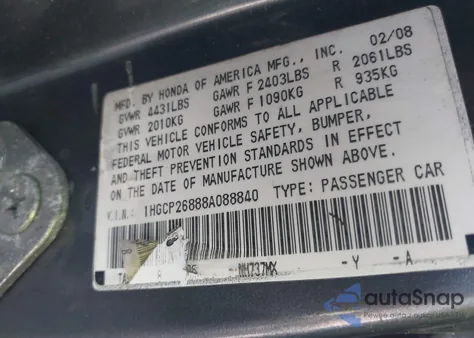 MFD. BY HONDA OF AMERICA MFG., INC. 02/08
GVWR 4431LBS GAWR F 2403LBS R 2061LBS
GVWR 2010KG GAWR F 1090KG R 935KG
THIS VEHICLE CONFORMS TO ALL APPLICABLE
FEDERAL MOTOR VEHICLE SAFETY, BUMPER,
AND THEFT PREVENTION STANDARDS IN EFFECT
ON THE DATE OF MANUFACTURE SHOWN ABOVE.
V.I.N.: 1HGCP26888A088840 TYPE: PASSENGER CAR
NH737MX -Y -A
autoSnap